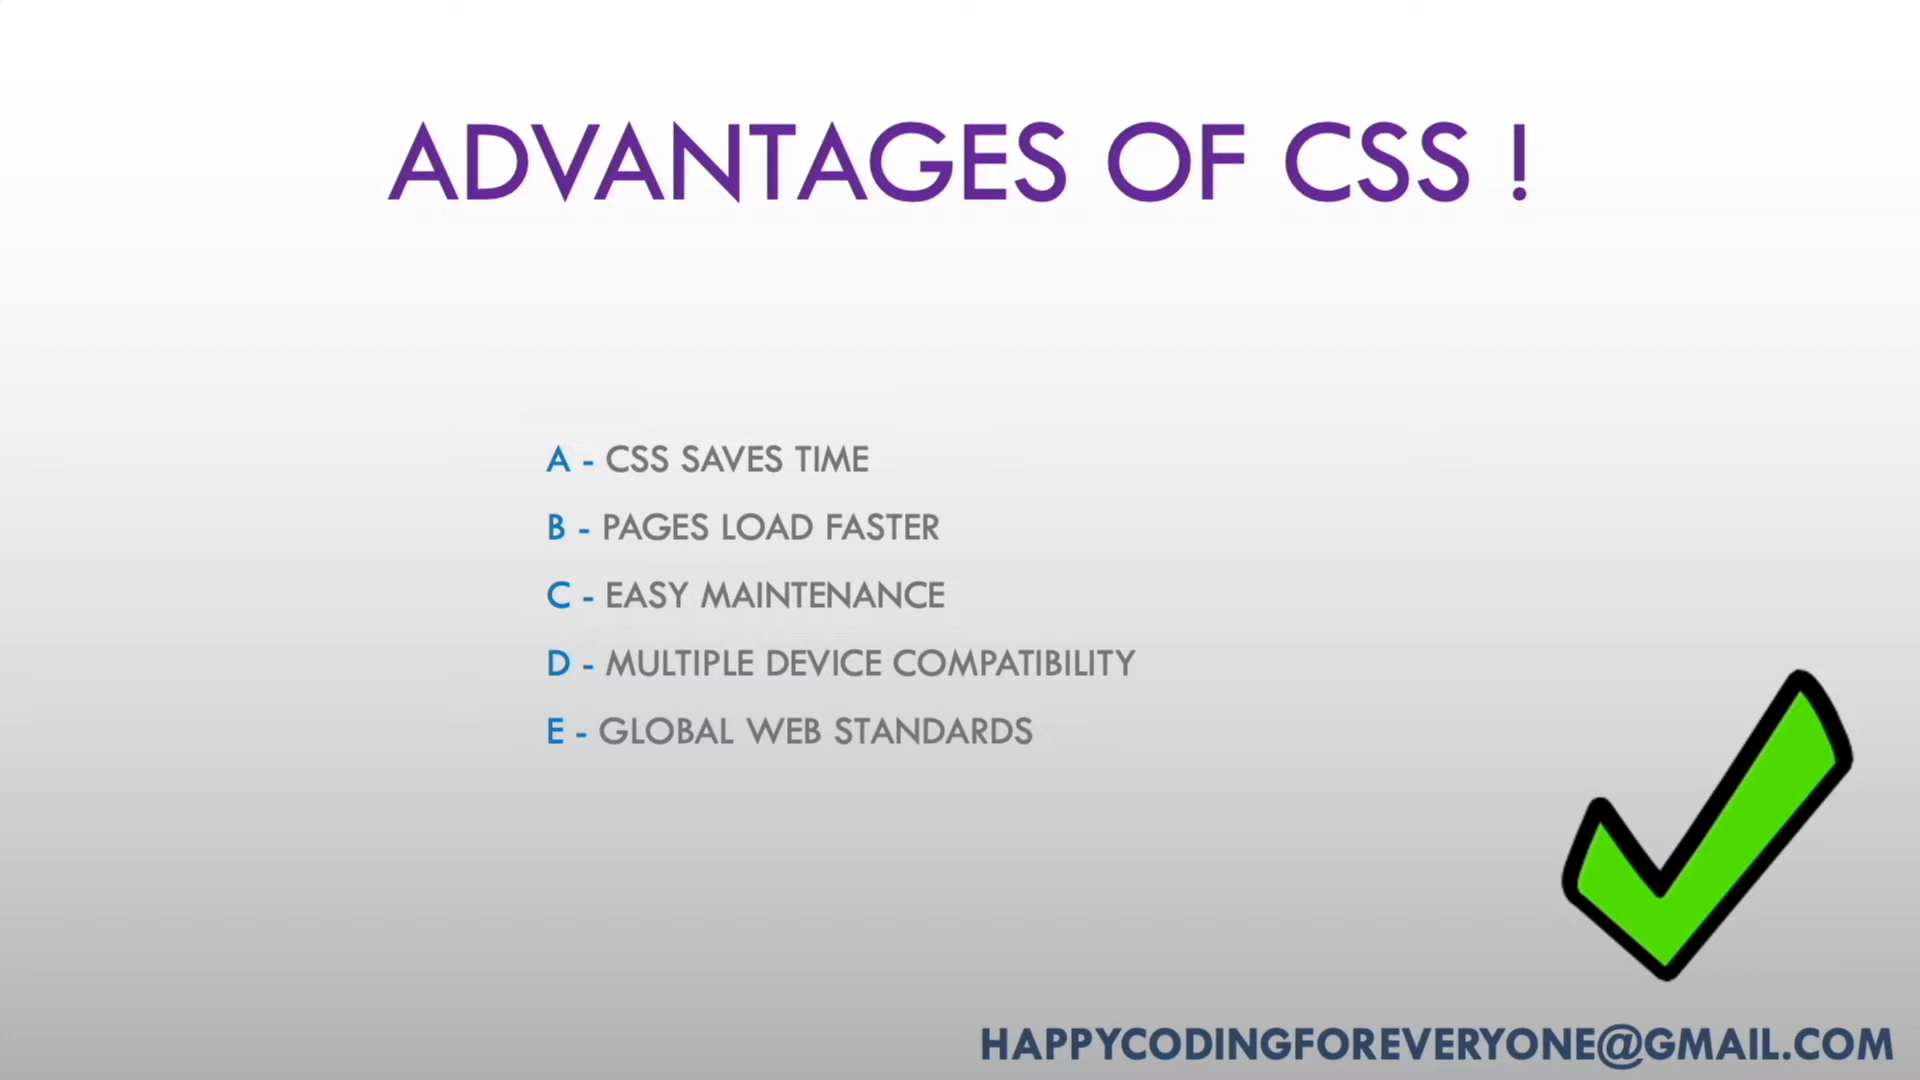 ADVANTAGES OF CSS !
A - CSS SAVES TIME
B - PAGES LOAD FASTER
C - EASY MAINTENANCE
D - MULTIPLE DEVICE COMPATIBILITY
E - GLOBAL WEB STANDARDS
HAPPYCODINGFOREVERYONE@GMAIL.COM